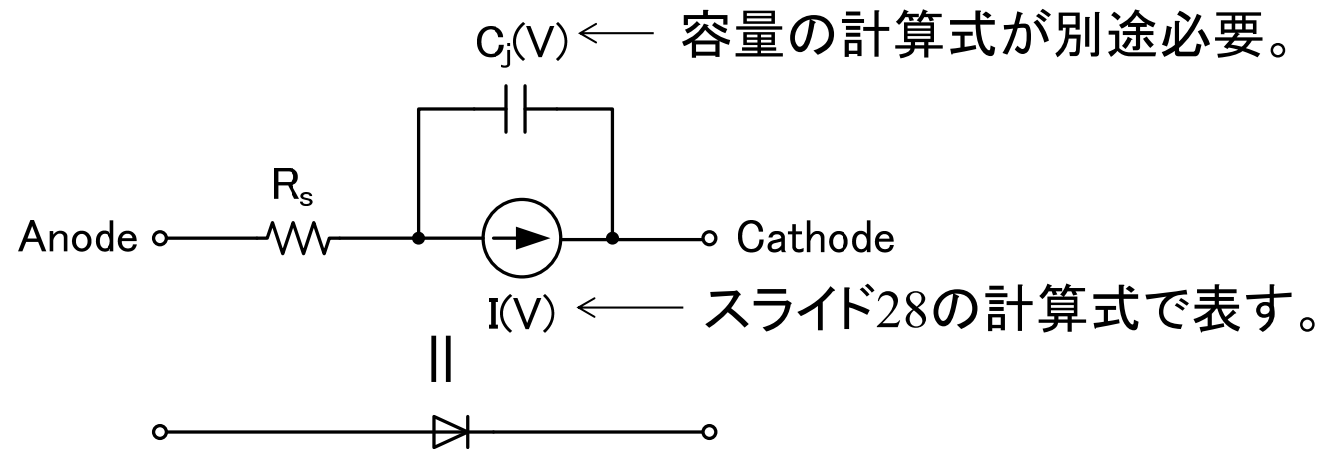 Cj(V) ← 容量の計算式が別途必要。
Rs
Anode
Cathode
I(V) ← スライド28の計算式で表す。
=